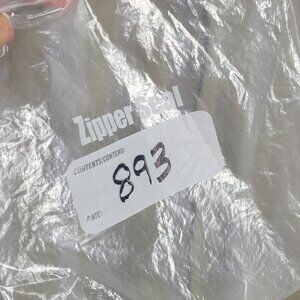 Zipper Seal
CONTENTS/CONTENU:
893
DATE: